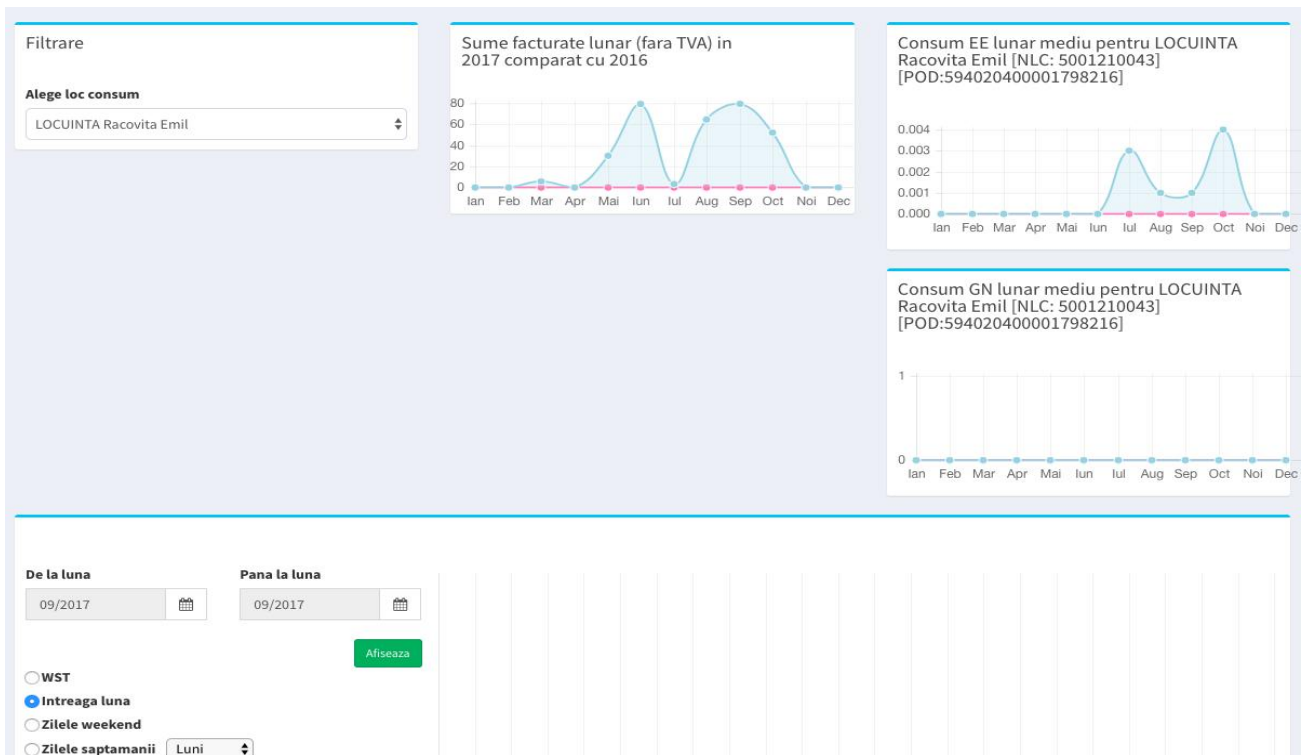 Filtrare
Alege loc consum
LOCUINTA Racovita Emil
Sume facturate lunar (fara TVA) in
2017 comparat cu 2016
80
60
40
20
0
Ian Feb Mar Apr Mai Iun Iul Aug Sep Oct Noi Dec
Consum EE lunar mediu pentru LOCUINTA
Racovita Emil [NLC: 5001210043]
[POD:594020400001798216]
0.004
0.003
0.002
0.001
0.000
Ian Feb Mar Apr Mai Iun Iul Aug Sep Oct Noi Dec
Consum GN lunar mediu pentru LOCUINTA
Racovita Emil [NLC: 5001210043]
[POD:594020400001798216]
1
0
Ian Feb Mar Apr Mai Iun Iul Aug Sep Oct Noi Dec
De la luna Pana la luna
09/2017 09/2017
Afiseaza
WST
Intreaga luna
Zilele weekend
Zilele saptamanii Luni